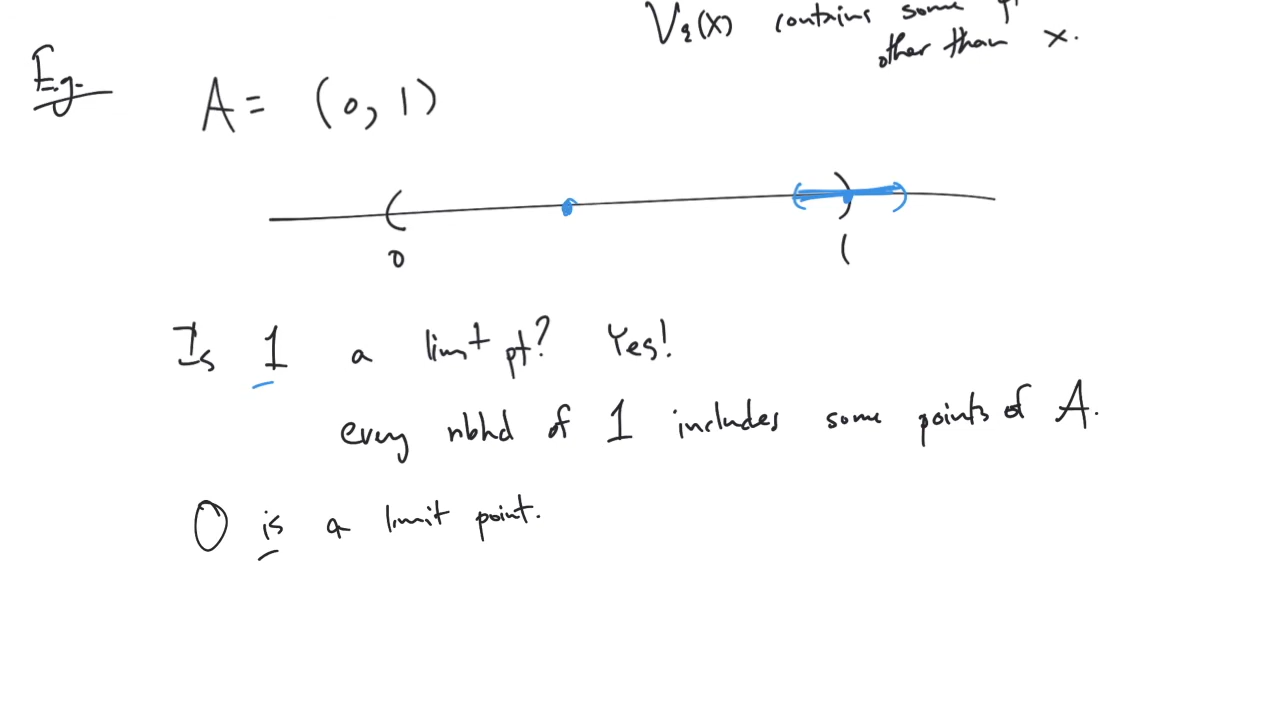 Vε(x) contains some
other than x.
E.g. A = (0, 1)
( ( )
0 (
Is 1 a limit pt? Yes!
every nbhd of 1 includes some points of A.
0 is a limit point.